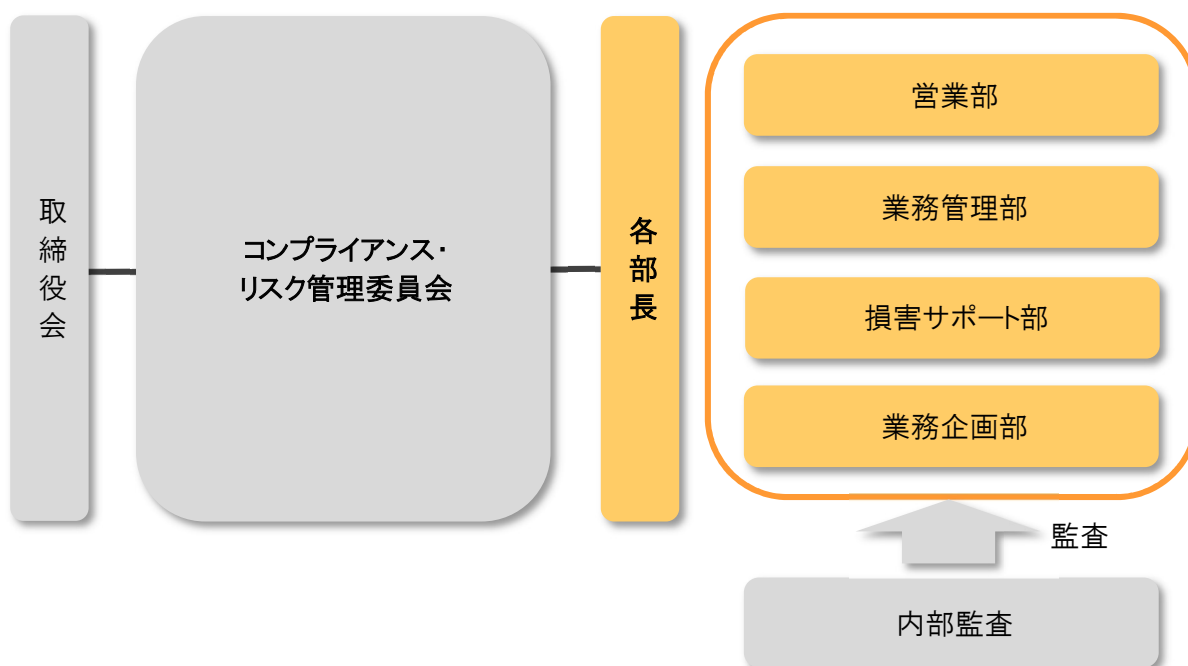 取締役会
コンプライアンス・
リスク管理委員会
各部長
営業部
業務管理部
損害サポート部
業務企画部
監査
内部監査